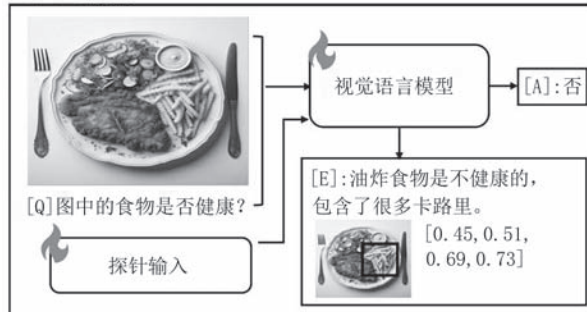 [Q]图中的食物是否健康?
探针输入
视觉语言模型
[A]:否
[E]:油炸食物是不健康的，
包含了很多卡路里。
[0.45,0.51,
0.69,0.73]